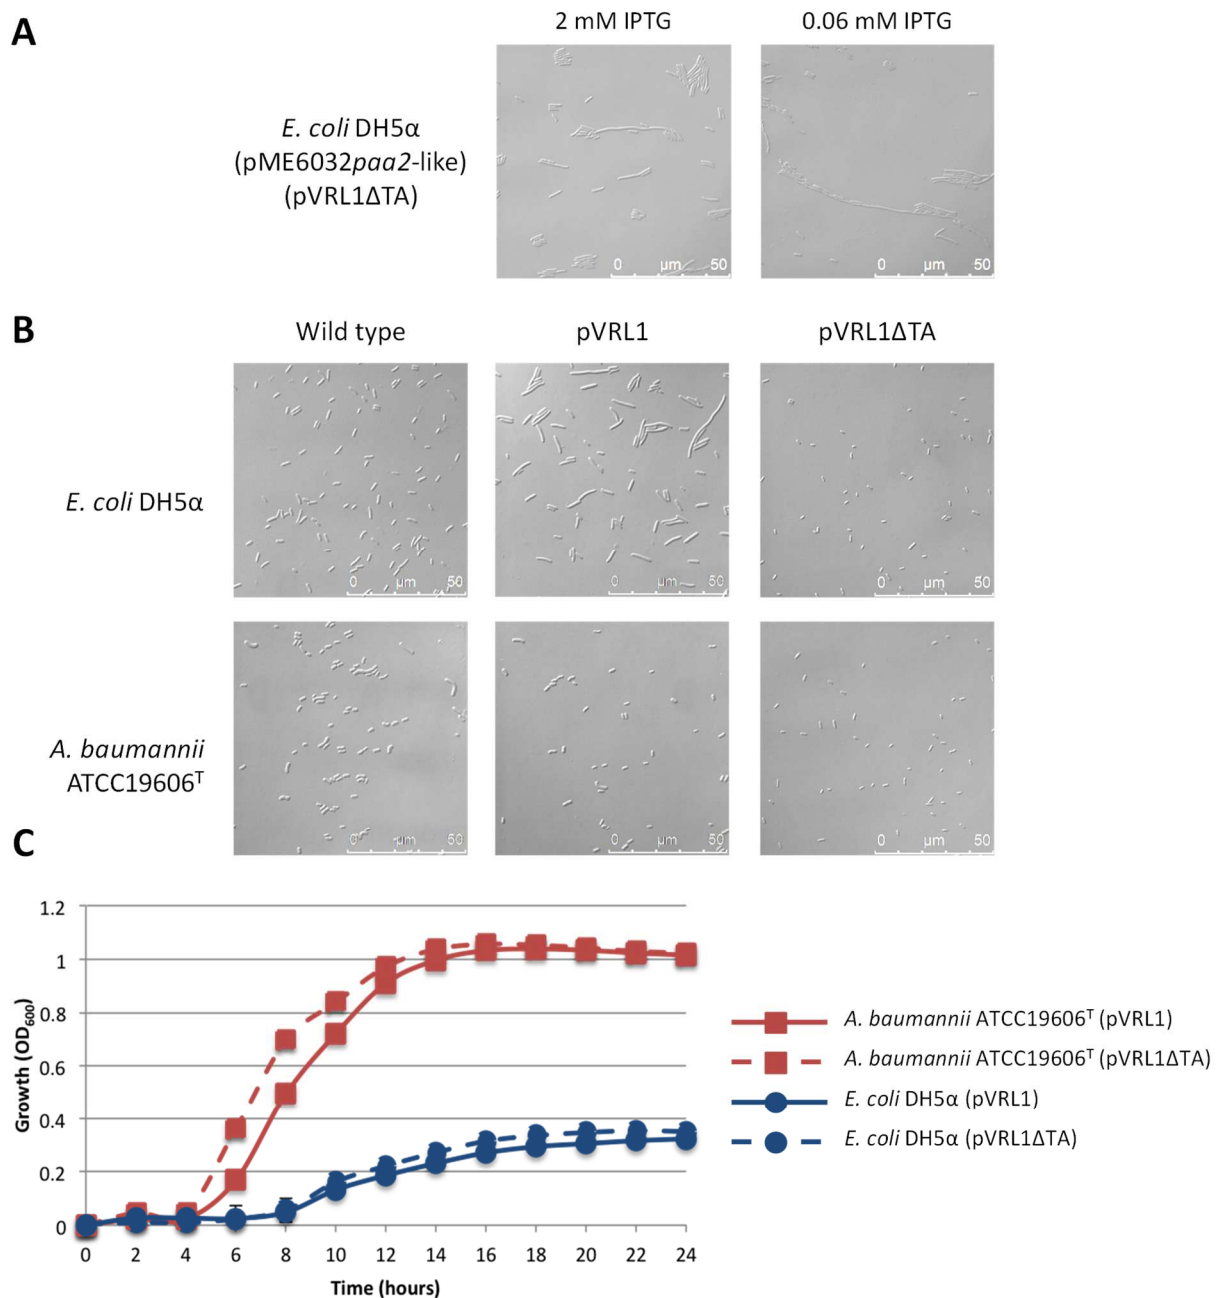 A
2 mM IPTG
0.06 mM IPTG
E. coli DH5α
(pME6032paa2-like)
(pVRL1ΔTA)
0 µm 50
0 µm 50
B
Wild type
pVRL1
pVRL1ΔTA
E. coli DH5α
0 µm 50
0 µm 50
0 µm 50
A. baumannii
ATCC19606ᵀ
0 µm 50
0 µm 50
0 µm 50
C
Growth (OD₆₀₀)
1.2
1
0.8
0.6
0.4
0.2
0
0 2 4 6 8 10 12 14 16 18 20 22 24
Time (hours)
A. baumannii ATCC19606ᵀ (pVRL1)
A. baumannii ATCC19606ᵀ (pVRL1ΔTA)
E. coli DH5α (pVRL1)
E. coli DH5α (pVRL1ΔTA)